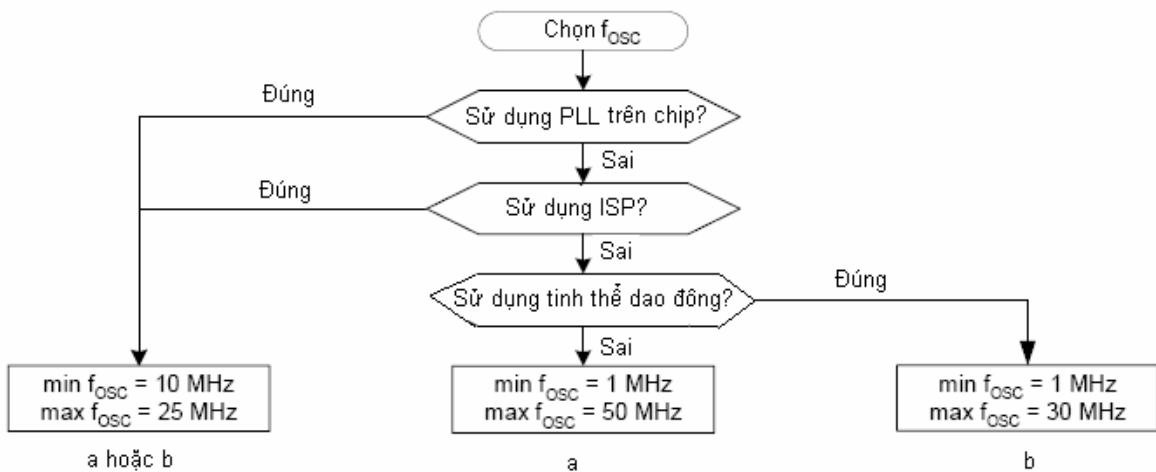 Chọn fOSC
Đúng
Sử dụng PLL trên chip?
Sai
Đúng
Sử dụng ISP?
Sai
Sử dụng tinh thể dao đông?
Đúng
Sai
min fOSC = 10 MHz
max fOSC = 25 MHz
min fOSC = 1 MHz
max fOSC = 50 MHz
min fOSC = 1 MHz
max fOSC = 30 MHz
a hoặc b
a
b